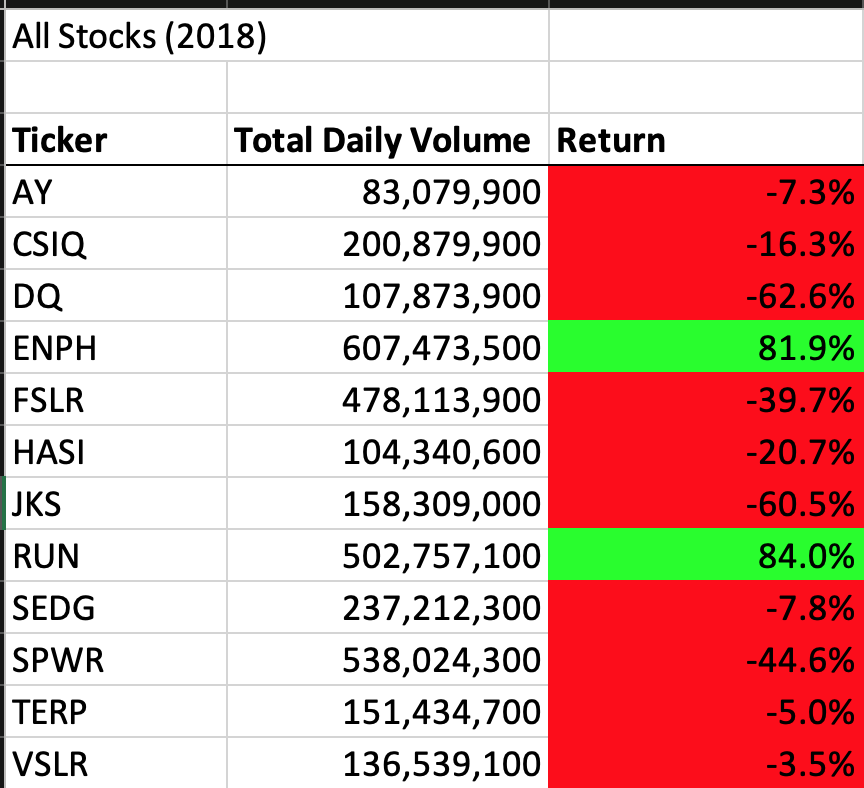 All Stocks (2018)
Ticker Total Daily Volume Return
AY 83,079,900 -7.3%
CSIQ 200,879,900 -16.3%
DQ 107,873,900 -62.6%
ENPH 607,473,500 81.9%
FSLR 478,113,900 -39.7%
HASI 104,340,600 -20.7%
JKS 158,309,000 -60.5%
RUN 502,757,100 84.0%
SEDG 237,212,300 -7.8%
SPWR 538,024,300 -44.6%
TERP 151,434,700 -5.0%
VSLR 136,539,100 -3.5%